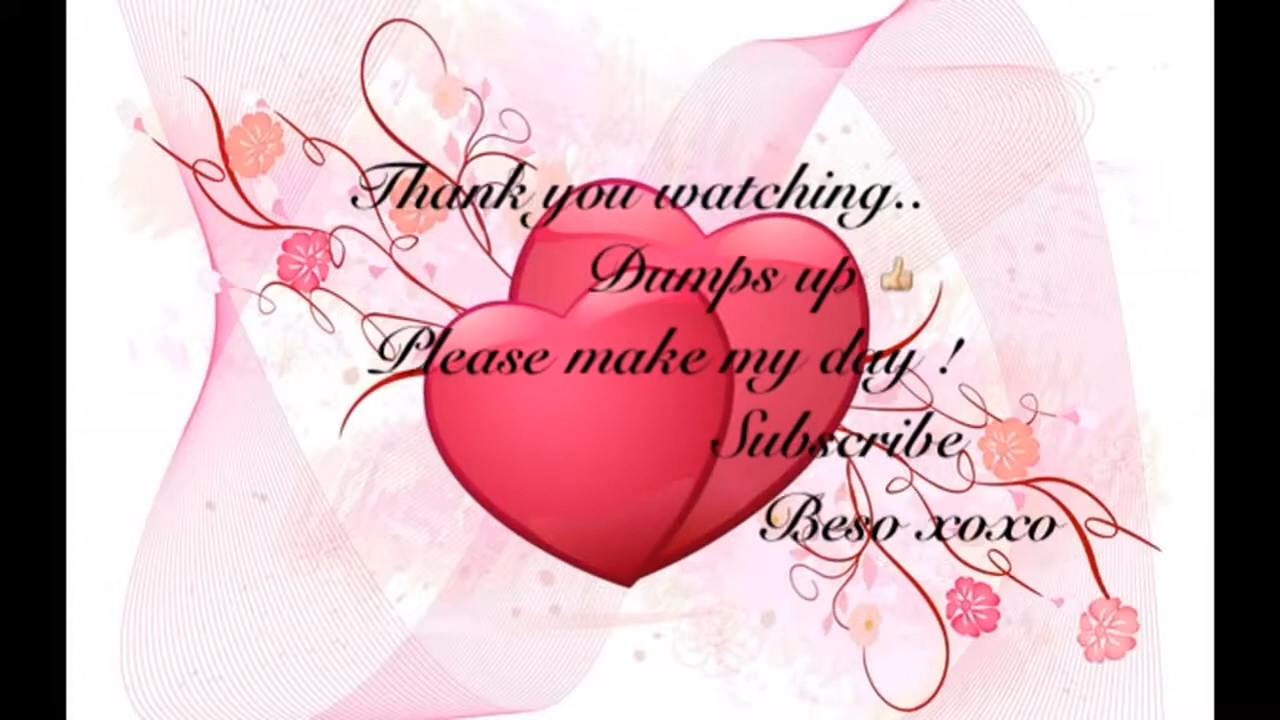 Thank you watching..
Dumps up 👍
Please make my day !
Subscribe
Beso xoxo